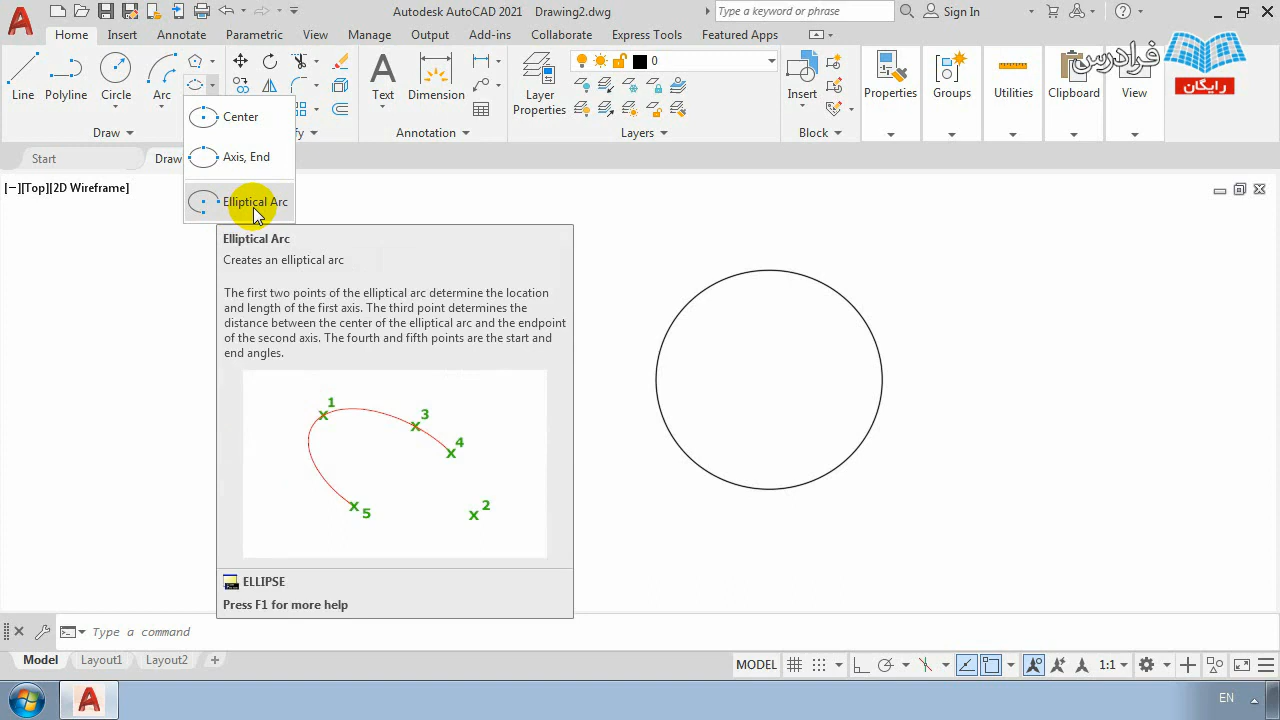 Autodesk AutoCAD 2021 Drawing2.dwg
Type a keyword or phrase
Sign In
Home Insert Annotate Parametric View Manage Output Add-ins Collaborate Express Tools Featured Apps
فرادرس
رایگان
Line
Polyline
Circle
Arc
Text
Dimension
Layer
Properties
0
Insert
Properties
Groups
Utilities
Clipboard
View
Draw
Annotation
Layers
Block
Start
Draw
Center
Axis, End
Elliptical Arc
[−][Top][2D Wireframe]
Elliptical Arc
Creates an elliptical arc
The first two points of the elliptical arc determine the location
and length of the first axis. The third point determines the
distance between the center of the elliptical arc and the endpoint
of the second axis. The fourth and fifth points are the start and
end angles.
1
3
4
2
5
ELLIPSE
Press F1 for more help
Type a command
Model Layout1 Layout2
MODEL
1:1
EN